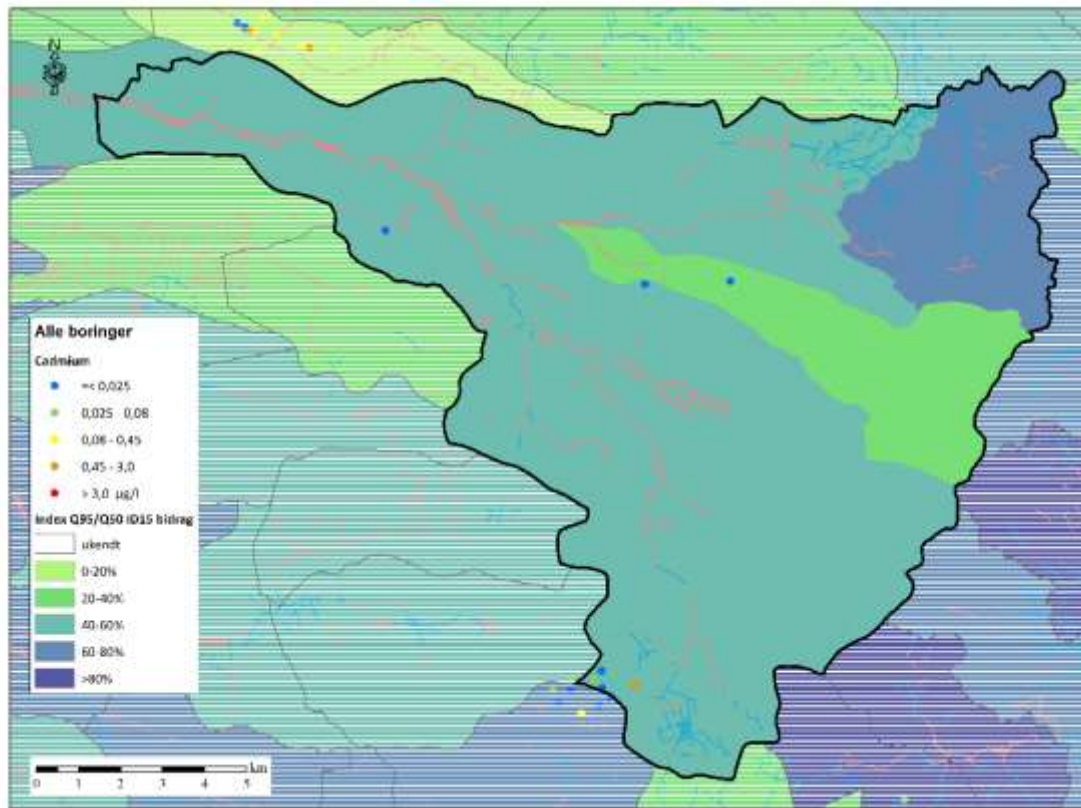 N
Alle boringer
Cadmium
=< 0,025
0,025 0,08
0,08 - 0,45
0,45 - 3,0
> 3,0 µg/l
Index Q95/Q50 ID15 bidrag
ukendt
0-20%
20-40%
40-60%
60-80%
>80%
km
0 1 2 3 4 5